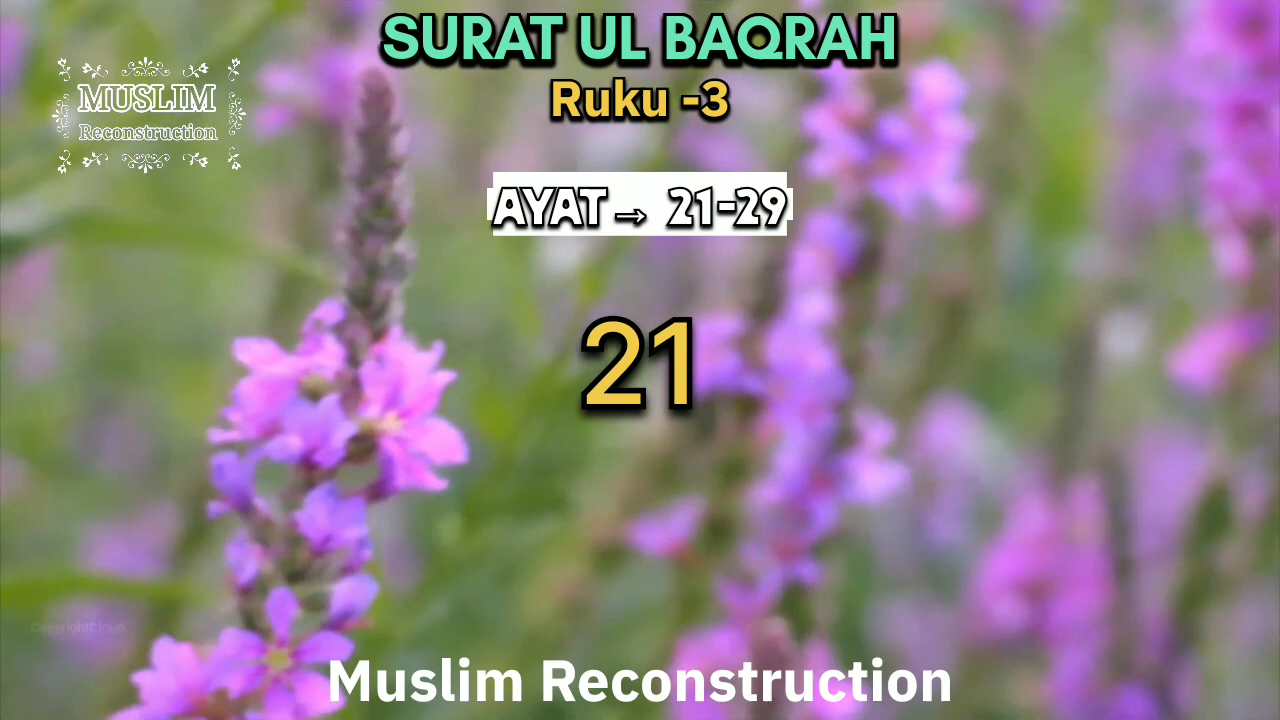 SURAT UL BAQRAH
Ruku -3
MUSLIM
Reconstruction
AYAT→ 21-29
21
Muslim Reconstruction